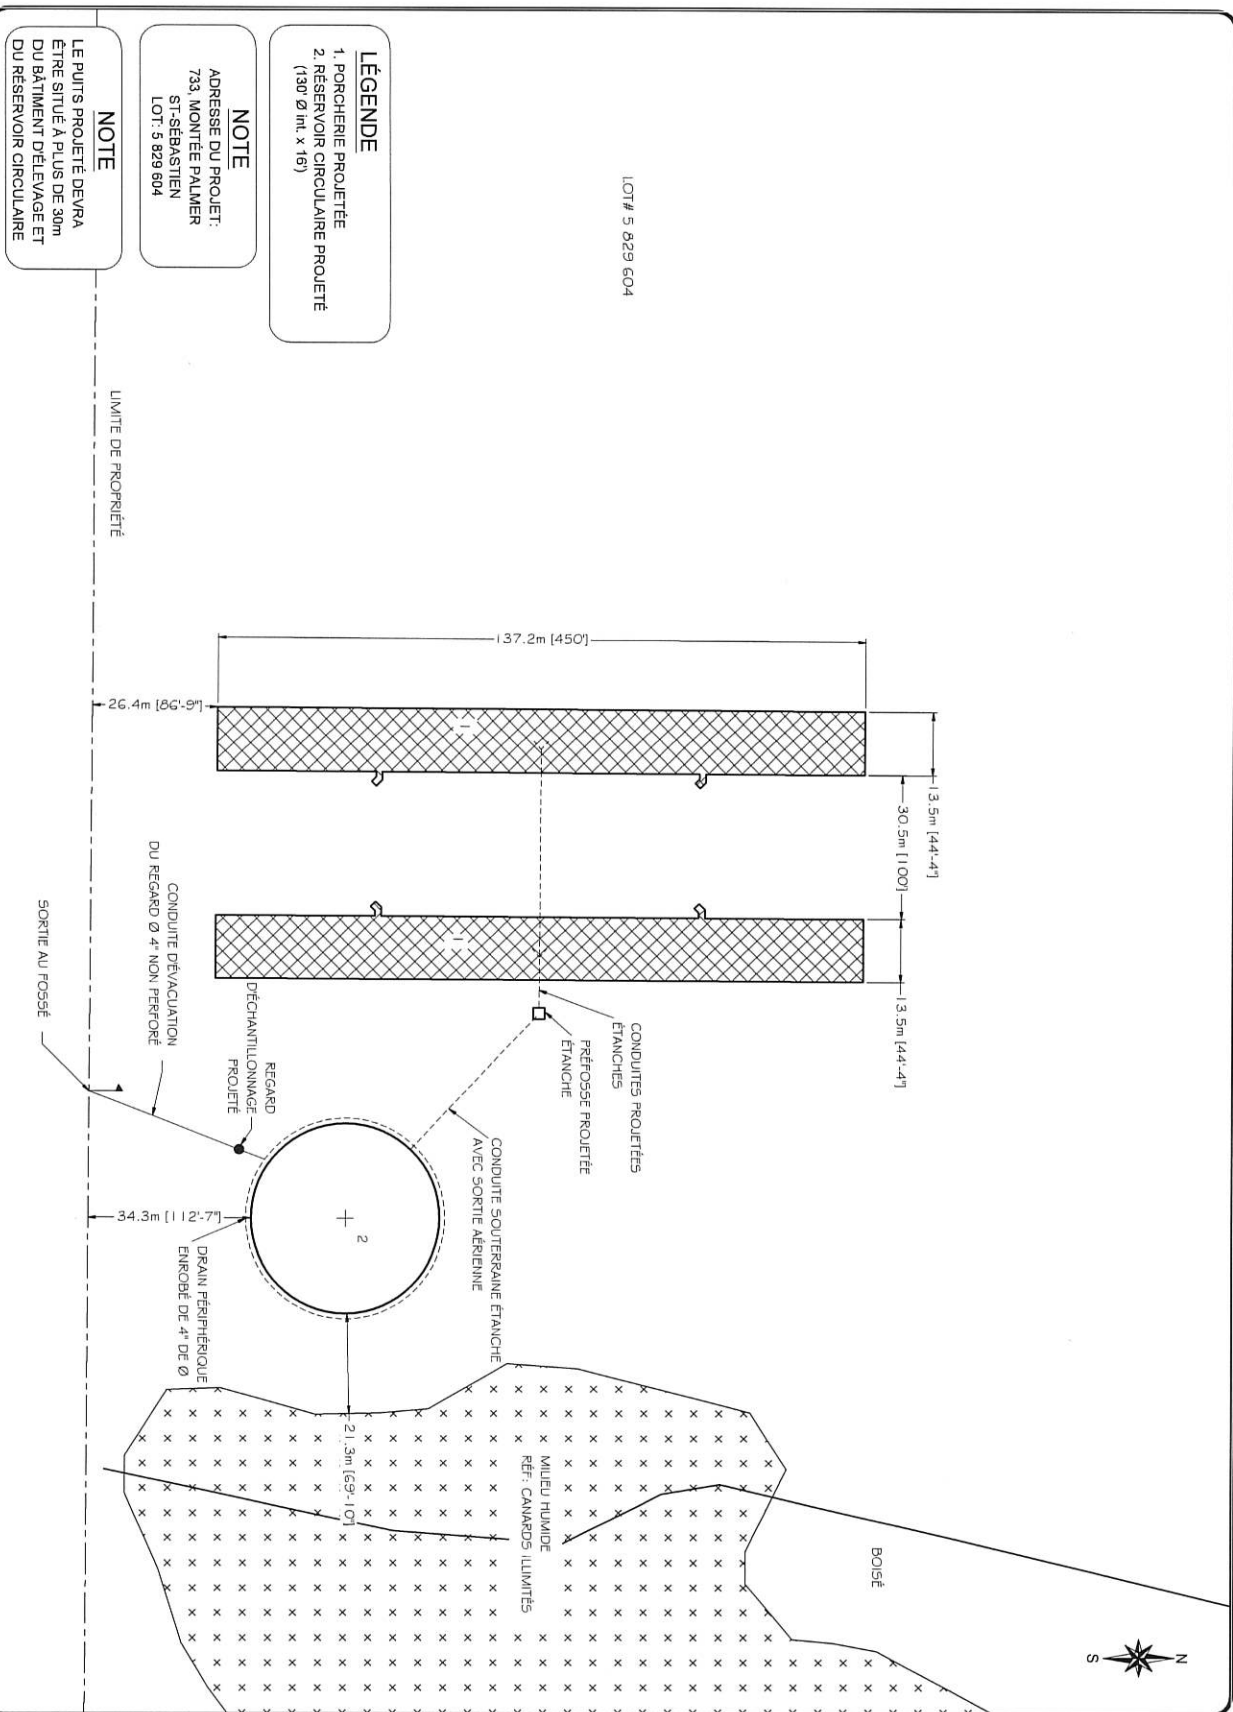 LÉGENDE
1. PORCHERIE PROJETÉE
2. RÉSERVOIR CIRCULAIRE PROJETÉ
(130' Ø int. x 16')
NOTE
ADRESSE DU PROJET:
733, MONTÉE PALMER
ST-SÉBASTIEN
LOT: 5 829 604
NOTE
LE PUITS PROJETÉ DEVRA
ÊTRE SITUÉ À PLUS DE 30m
DU BÂTIMENT D'ÉLEVAGE ET
DU RÉSERVOIR CIRCULAIRE
LOT# 5 829 604
LIMITE DE PROPRIÉTÉ
137.2m [450']
26.4m [86'-9"]
13.5m [44'-4"]
30.5m [100']
13.5m [44'-4"]
1
1
CONDUITES PROJETÉES
ÉTANCHES
PRÉFOSSE PROJETÉE
ÉTANCHE
CONDUITE SOUTERRAINE ÉTANCHE
AVEC SORTIE AÉRIENNE
REGARD
D'ÉCHANTILLONNAGE
PROJETÉ
CONDUITE D'ÉVACUATION
DU REGARD Ø 4" NON PERFORÉ
SORTIE AU FOSSÉ
2
34.3m [112'-7"]
DRAIN PÉRIPHÉRIQUE
ENROBÉ DE 4" DE Ø
21.3m [69'-10"]
MILIEU HUMIDE
RÉF: CANARDS ILLIMITÉS
BOISÉ
N
S